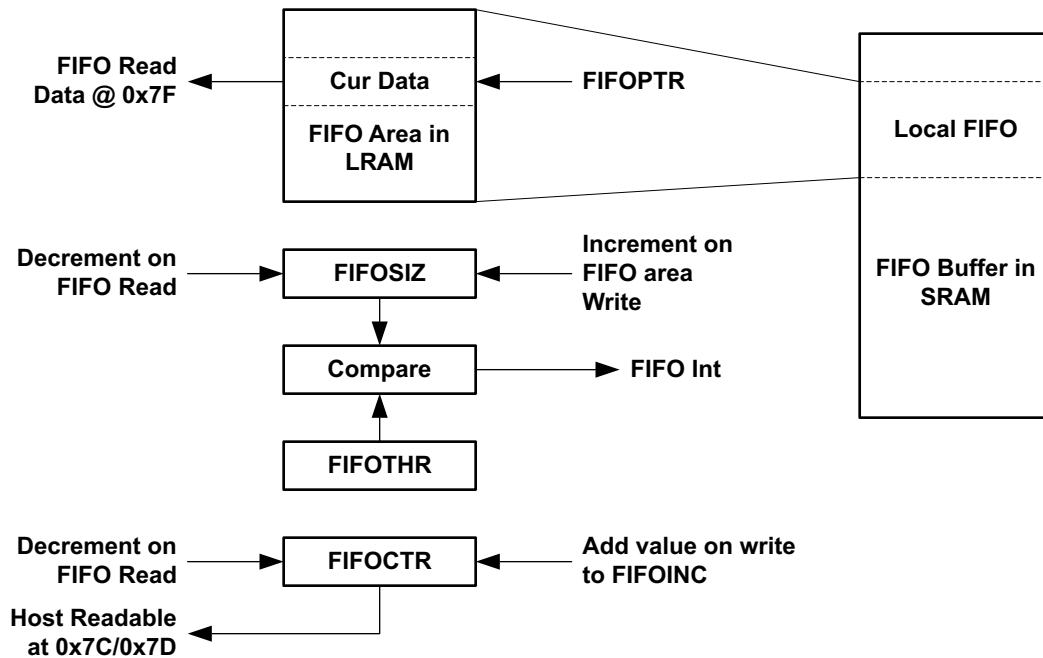 FIFO Read
Data @ 0x7F
Cur Data
FIFOPTR
FIFO Area in
LRAM
Local FIFO
FIFO Buffer in
SRAM
Decrement on
FIFO Read
FIFOSIZ
Increment on
FIFO area
Write
Compare
FIFO Int
FIFOTHR
Decrement on
FIFO Read
FIFOCTR
Add value on write
to FIFOINC
Host Readable
at 0x7C/0x7D